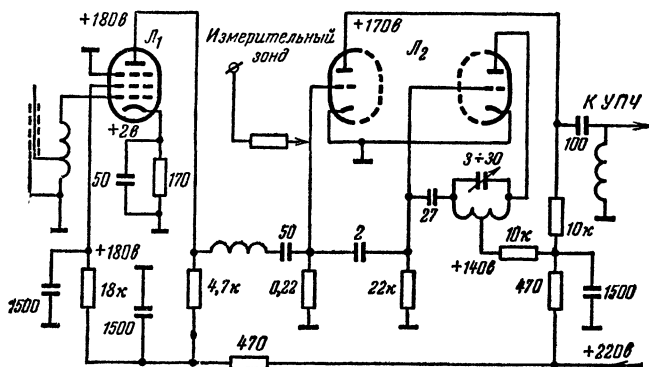 +180в
Л1
+170в
Л2
Измерительный
зонд
К УПЧ
+2в
50
170
3÷30
100
27
50
2
10к
10к
+180в
+140в
1500
18к
1500
4,7к
0,22
22к
470
1500
470
+220в